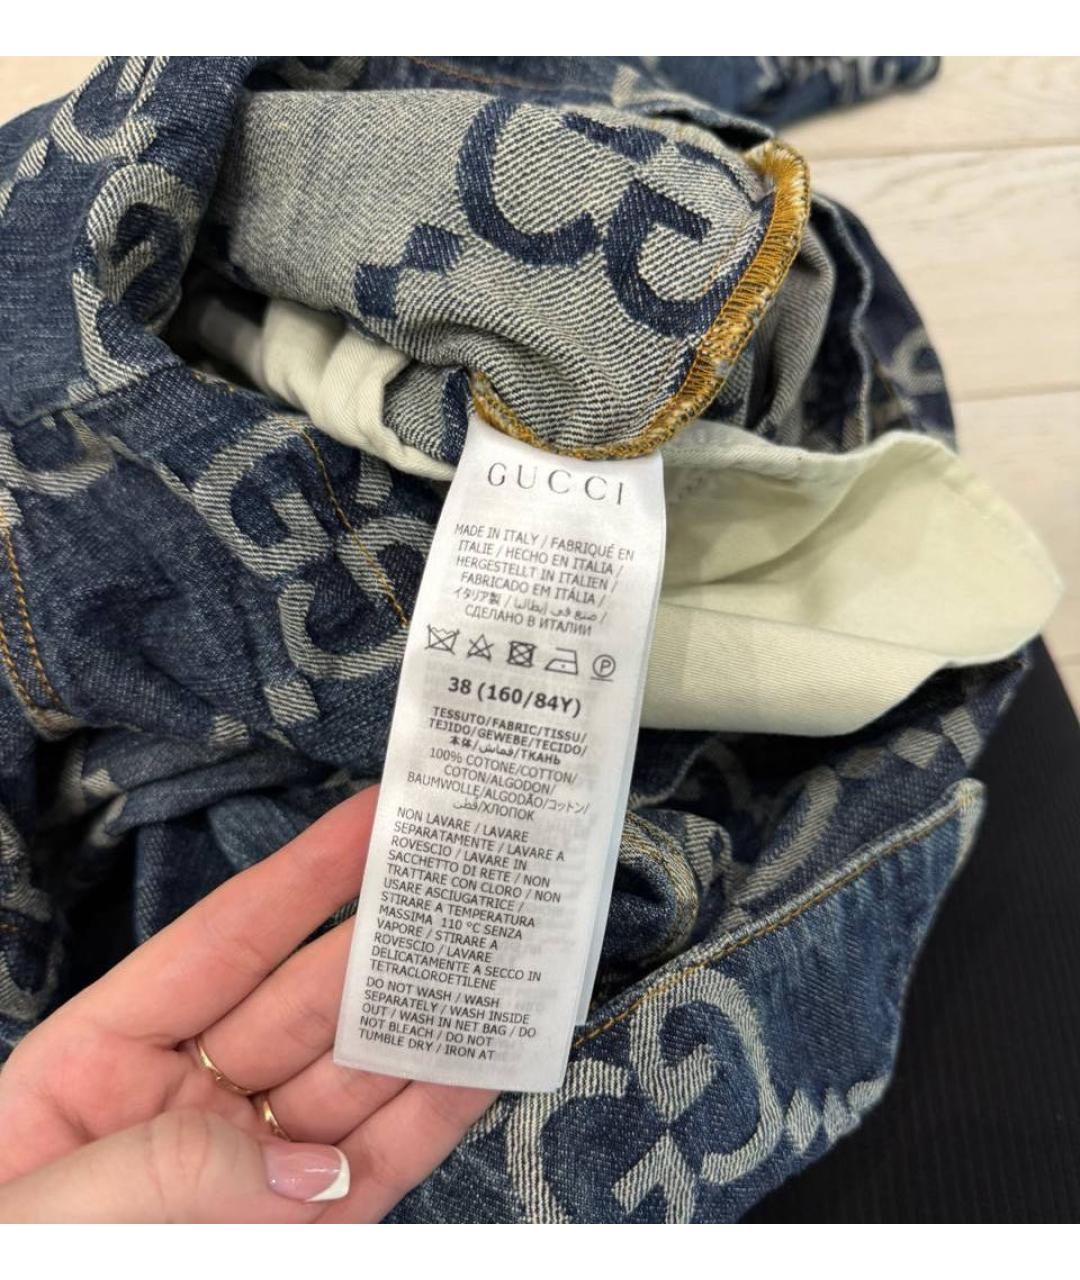 GUCCI
MADE IN ITALY / FABRIQUÉ EN
ITALIE / HECHO EN ITALIA /
HERGESTELLT IN ITALIEN /
FABRICADO EM ITÁLIA /
イタリア製 / صنع في إيطاليا /
СДЕЛАНО В ИТАЛИИ
P
38 (160/84Y)
TESSUTO/FABRIC/TISSU/
TEJIDO/GEWEBE/TECIDO/
本体/قماش/ТКАНЬ
100% COTONE/COTTON/
COTON/ALGODON/
BAUMWOLLE/ALGODÃO/コットン/
قطن/ХЛОПОК
NON LAVARE / LAVARE
SEPARATAMENTE / LAVARE A
ROVESCIO / LAVARE IN
SACCHETTO DI RETE / NON
TRATTARE CON CLORO / NON
USARE ASCIUGATRICE /
STIRARE A TEMPERATURA
MASSIMA 110 °C SENZA
VAPORE / STIRARE A
ROVESCIO / LAVARE
DELICATAMENTE A SECCO IN
TETRACLOROETILENE
DO NOT WASH / WASH
SEPARATELY / WASH INSIDE
OUT / WASH IN NET BAG / DO
NOT BLEACH / DO NOT
TUMBLE DRY / IRON AT